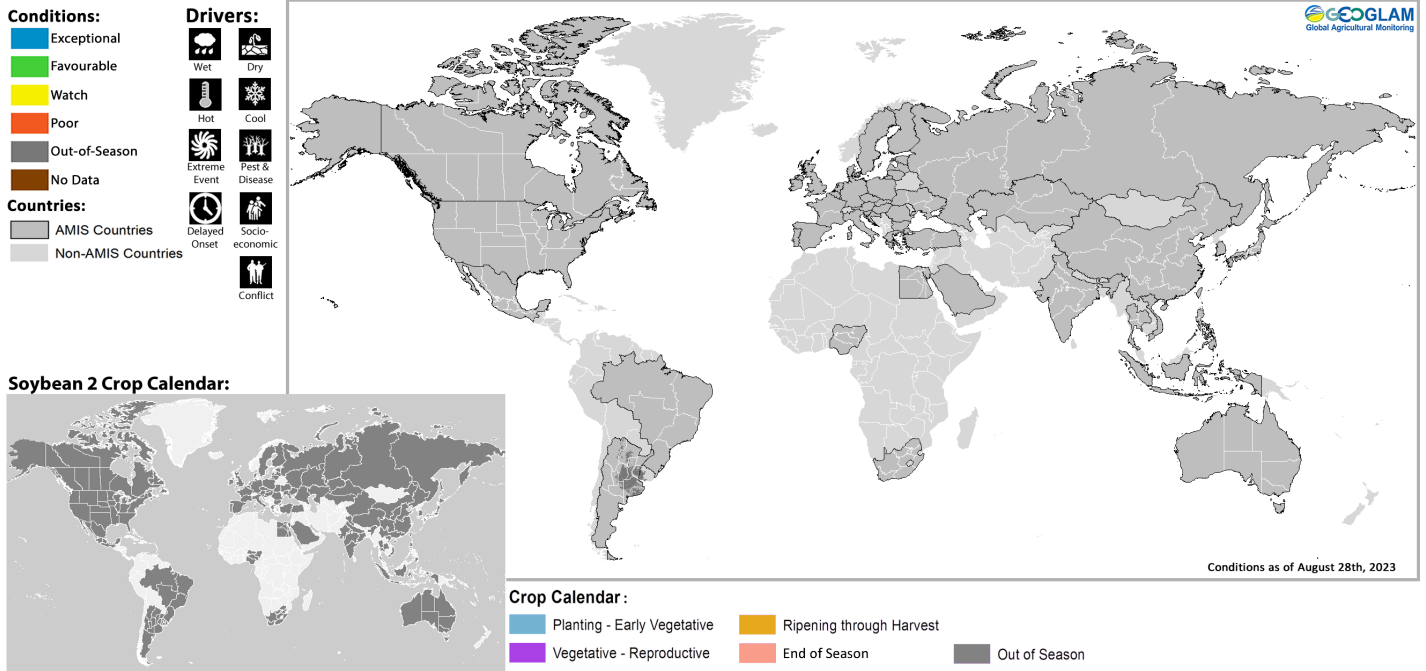 Conditions:
Exceptional
Favourable
Watch
Poor
Out-of-Season
No Data
Countries:
AMIS Countries
Non-AMIS Countries
Drivers:
Wet
Dry
Hot
Cool
Extreme
Event
Pest &
Disease
Delayed
Onset
Socio-
economic
Conflict
GEOGLAM
Global Agricultural Monitoring
Soybean 2 Crop Calendar:
Conditions as of August 28th, 2023
Crop Calendar :
Planting - Early Vegetative
Ripening through Harvest
Vegetative - Reproductive
End of Season
Out of Season